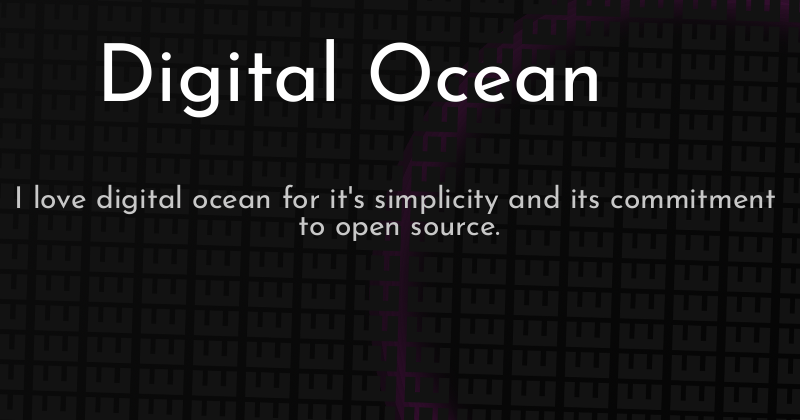 Digital Ocean
I love digital ocean for it's simplicity and its commitment
to open source.